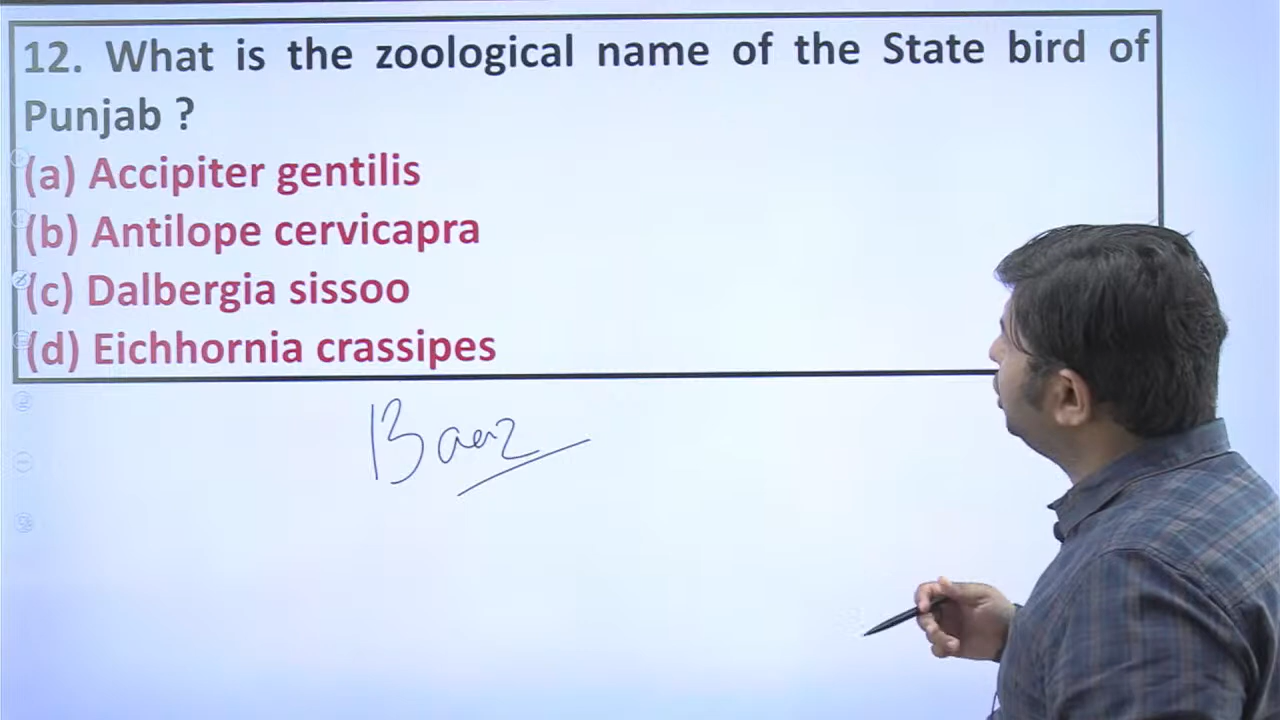 12. What is the zoological name of the State bird of
Punjab ?
(a) Accipiter gentilis
(b) Antilope cervicapra
(c) Dalbergia sissoo
(d) Eichhornia crassipes
Baaz